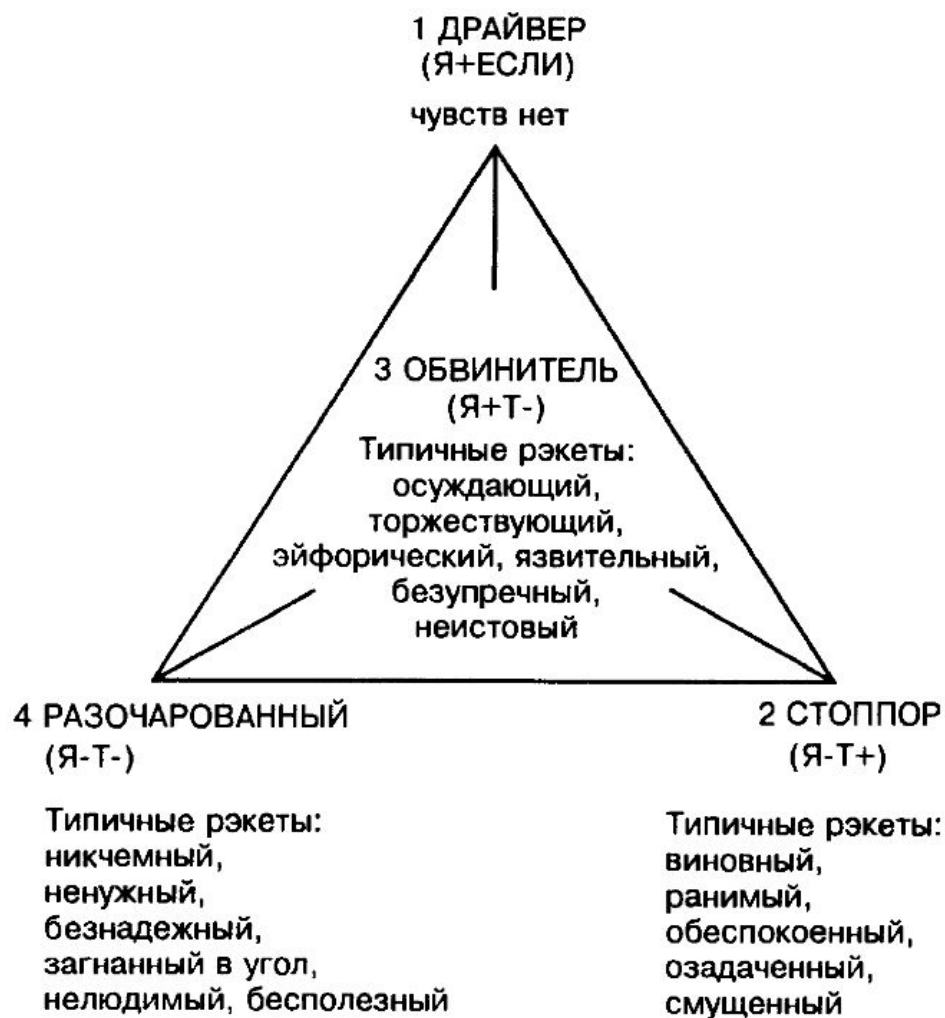 1 ДРАЙВЕР
(Я+ЕСЛИ)
чувств нет
3 ОБВИНИТЕЛЬ
(Я+Т-)
Типичные рэкеты:
осуждающий,
торжествующий,
эйфорический, язвительный,
безупречный,
неистовый
4 РАЗОЧАРОВАННЫЙ
(Я-Т-)
Типичные рэкеты:
никчемный,
ненужный,
безнадежный,
загнанный в угол,
нелюдимый, бесполезный
2 СТОППОР
(Я-Т+)
Типичные рэкеты:
виновный,
ранимый,
обеспокоенный,
озадаченный,
смущенный